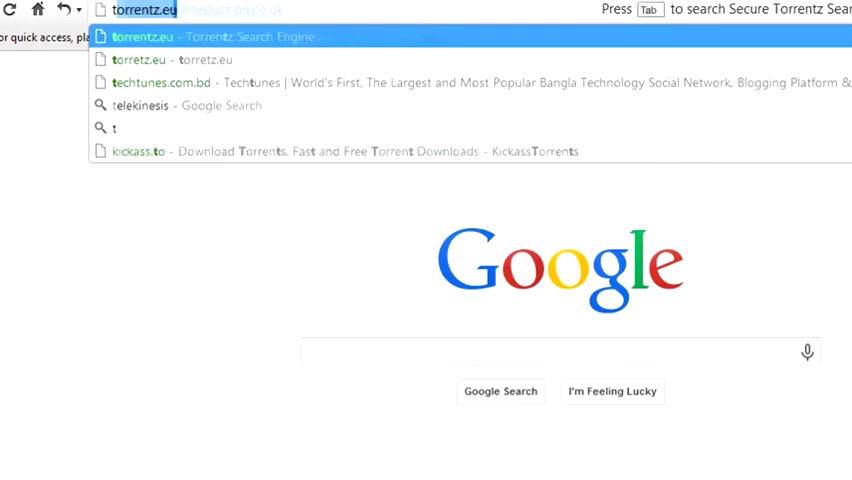 torrentz.eu
Press Tab to search Secure Torrentz Sear
or quick access, pla
torrentz.eu - Torrentz Search Engine
torretz.eu - torretz.eu
techtunes.com.bd - Techtunes | World's First, The Largest and Most Popular Bangla Technology Social Network, Blogging Platform &
telekinesis - Google Search
t
kickass.to - Download Torrents. Fast and Free Torrent Downloads - KickassTorrents
Google
Google Search
I'm Feeling Lucky